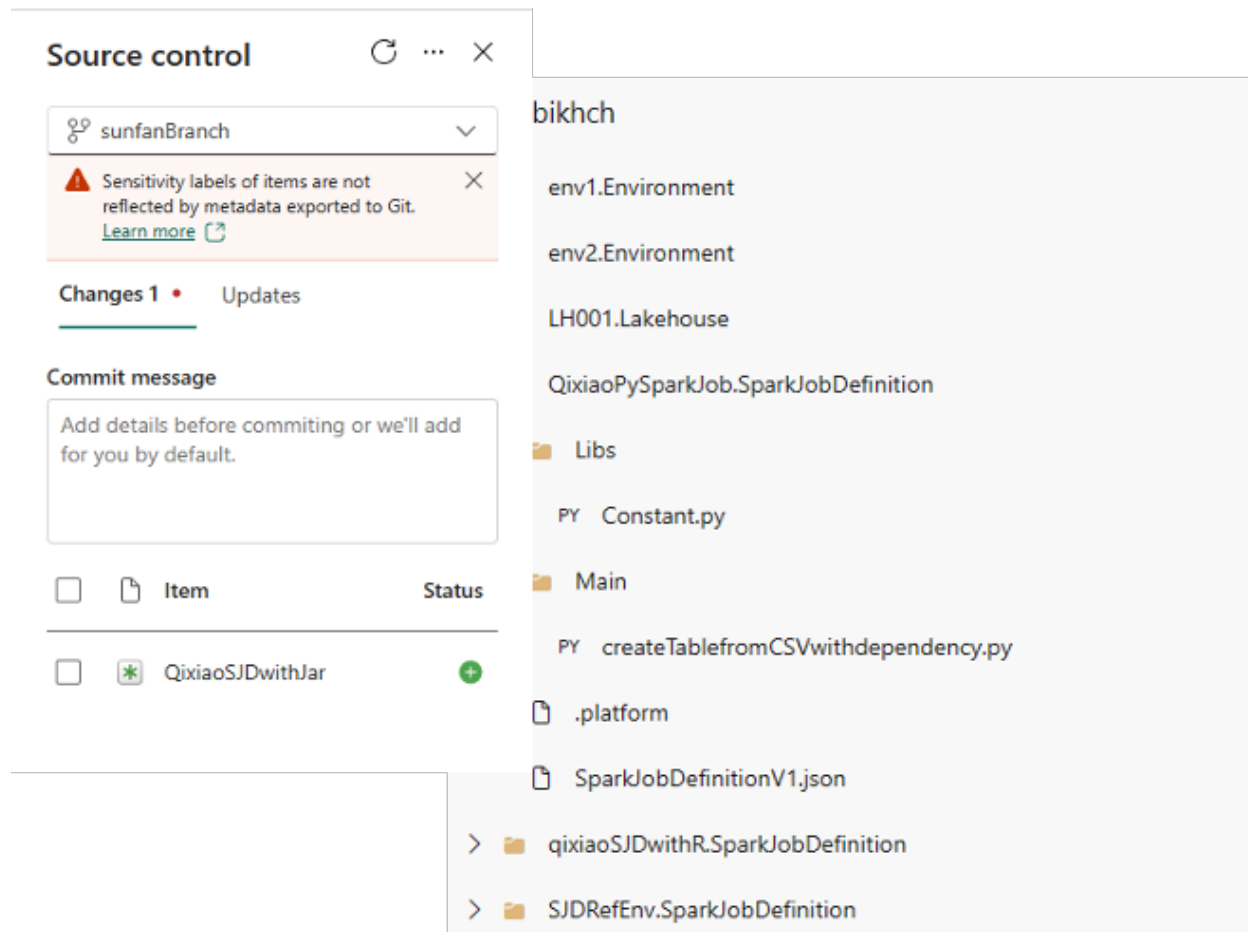 Source control
sunfanBranch
Sensitivity labels of items are not
reflected by metadata exported to Git.
Learn more
Changes 1
Updates
Commit message
Add details before commiting or we'll add
for you by default.
Item
Status
QixiaoSJDwithJar
bikhch
env1.Environment
env2.Environment
LH001.Lakehouse
QixiaoPySparkJob.SparkJobDefinition
Libs
PY Constant.py
Main
PY createTablefromCSVwithdependency.py
.platform
SparkJobDefinitionV1.json
qixiaoSJDwithR.SparkJobDefinition
SJDRefEnv.SparkJobDefinition